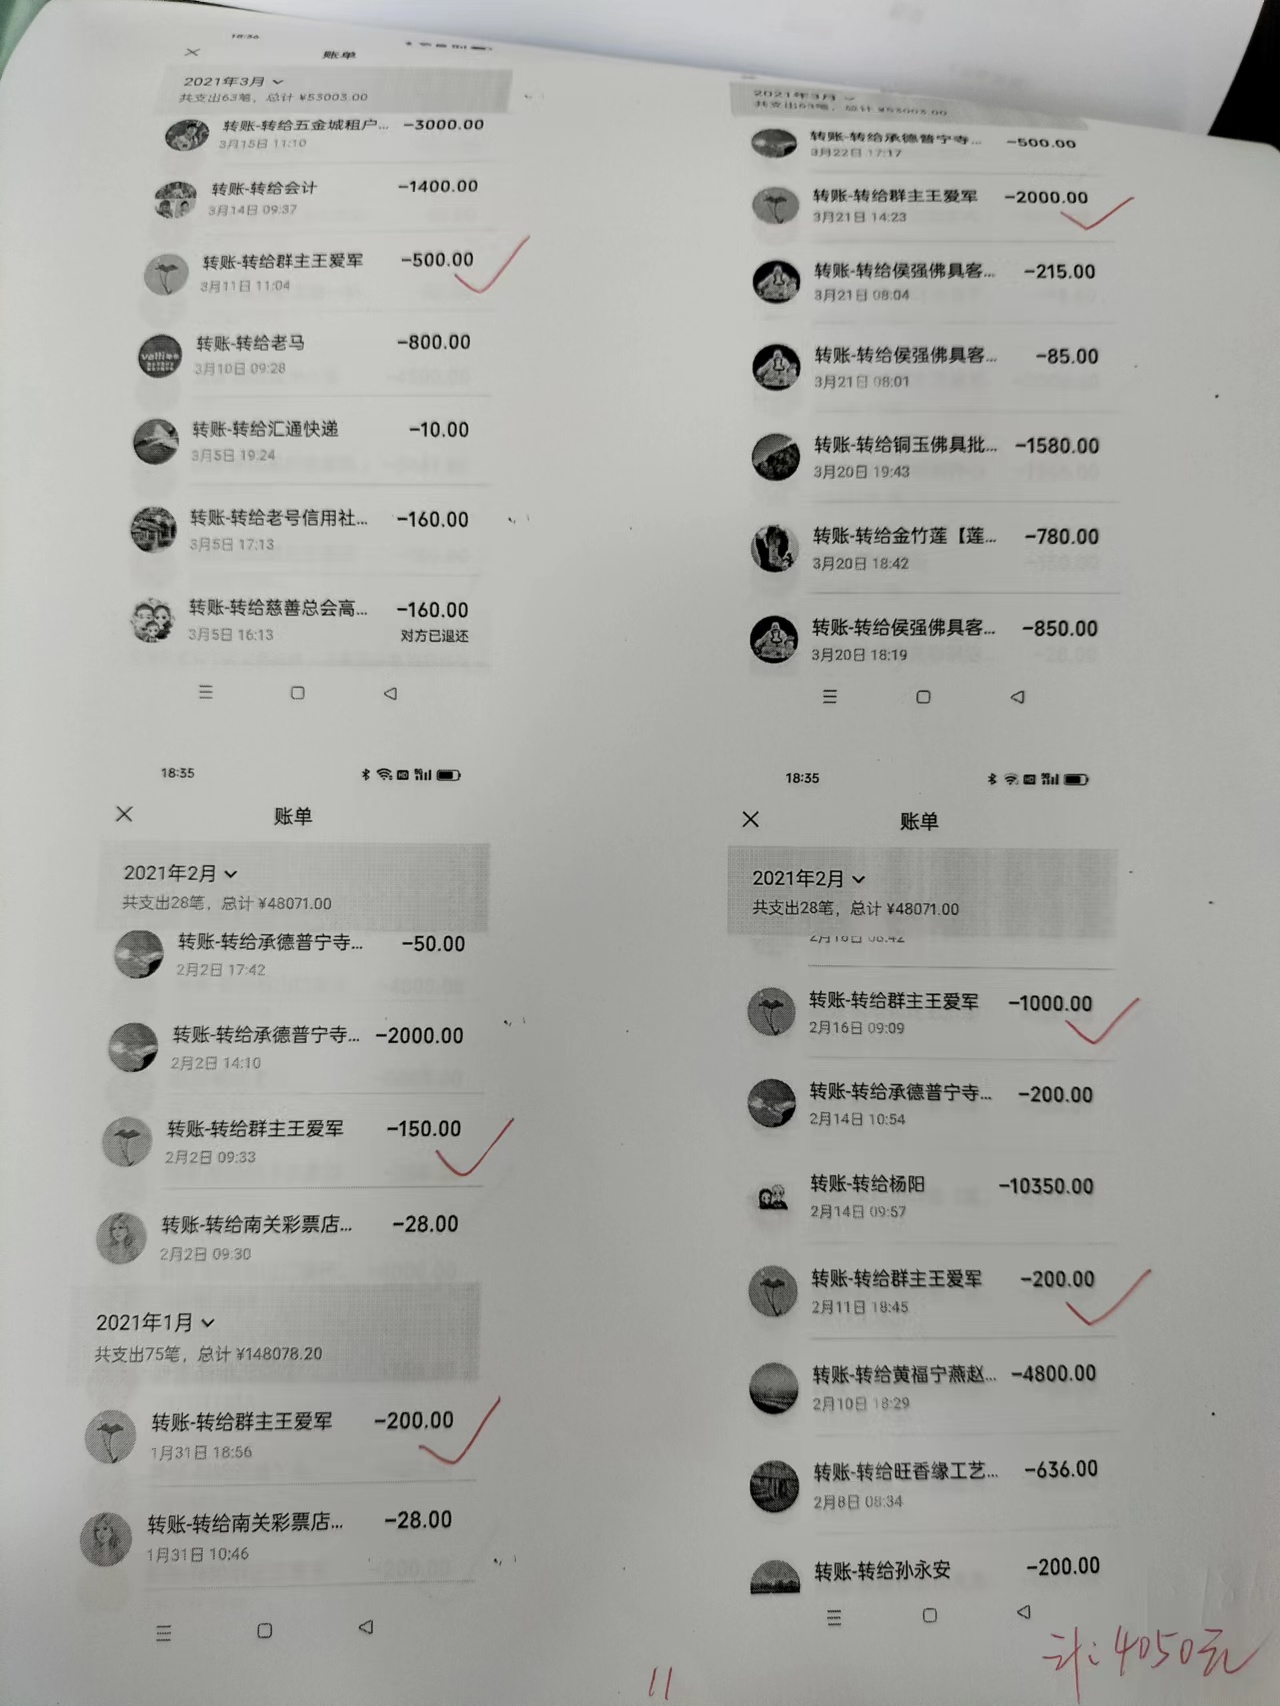 18:36
账单
2021年3月
共支出63笔，总计 ¥53003.00
转账-转给五金城租户... -3000.00
3月15日 11:10
转账-转给会计 -1400.00
3月14日 09:37
转账-转给群主王爱军 -500.00
3月11日 11:04
转账-转给老马 -800.00
3月10日 09:28
转账-转给汇通快递 -10.00
3月5日 19:24
转账-转给老号信用社... -160.00
3月5日 17:13
转账-转给慈善总会高... -160.00
3月5日 16:13 对方已退还
2021年3月
共支出63笔，总计 ¥53003.00
转账-转给承德普宁寺... -500.00
3月22日 17:17
转账-转给群主王爱军 -2000.00
3月21日 14:23
转账-转给侯强佛具客... -215.00
3月21日 08:04
转账-转给侯强佛具客... -85.00
3月21日 08:01
转账-转给铜玉佛具批... -1580.00
3月20日 19:43
转账-转给金竹莲【莲... -780.00
3月20日 18:42
转账-转给侯强佛具客... -850.00
3月20日 18:19
18:35
账单
2021年2月
共支出28笔，总计 ¥48071.00
转账-转给承德普宁寺... -50.00
2月2日 17:42
转账-转给承德普宁寺... -2000.00
2月2日 14:10
转账-转给群主王爱军 -150.00
2月2日 09:33
转账-转给南关彩票店... -28.00
2月2日 09:30
2021年1月
共支出75笔，总计 ¥148078.20
转账-转给群主王爱军 -200.00
1月31日 18:56
转账-转给南关彩票店... -28.00
1月31日 10:46
18:35
账单
2021年2月
共支出28笔，总计 ¥48071.00
转账-转给群主王爱军 -1000.00
2月16日 09:09
转账-转给承德普宁寺... -200.00
2月14日 10:54
转账-转给杨阳 -10350.00
2月14日 09:57
转账-转给群主王爱军 -200.00
2月11日 18:45
转账-转给黄福宁燕赵... -4800.00
2月10日 18:29
转账-转给旺香缘工艺... -636.00
2月8日 08:34
转账-转给孙永安 -200.00
计：4050元
11